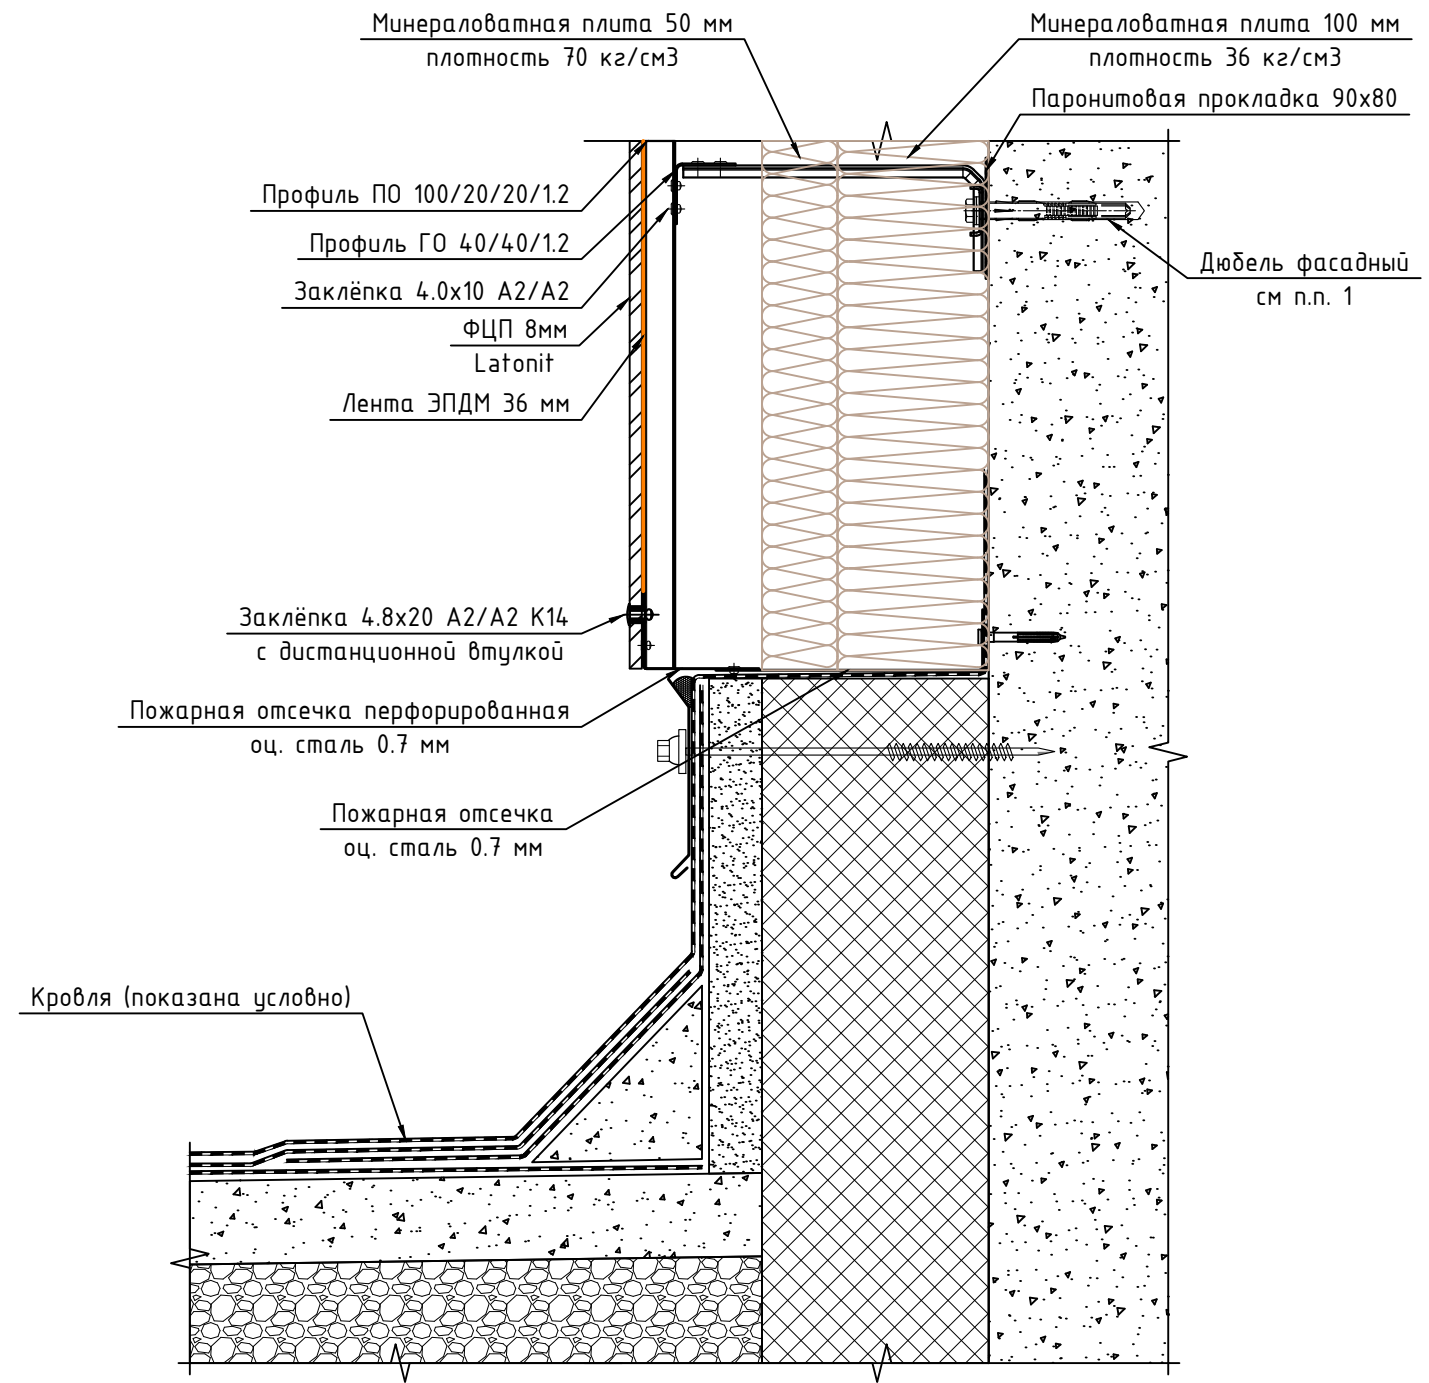 Минераловатная плита 50 мм
плотность 70 кг/см3
Минераловатная плита 100 мм
плотность 36 кг/см3
Паронитовая прокладка 90х80
Профиль ПО 100/20/20/1.2
Профиль ГО 40/40/1.2
Дюбель фасадный
см п.п. 1
Заклёпка 4.0х10 А2/А2
ФЦП 8мм
Latonit
Лента ЭПДМ 36 мм
Заклёпка 4.8х20 А2/А2 К14
с дистанционной втулкой
Пожарная отсечка перфорированная
оц. сталь 0.7 мм
Пожарная отсечка
оц. сталь 0.7 мм
Кровля (показана условно)